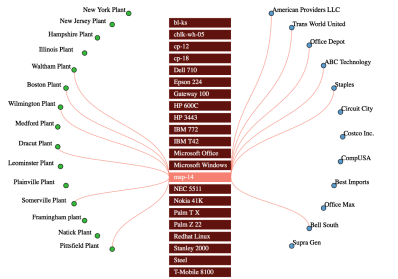 New York Plant
New Jersey Plant
Hampshire Plant
Illinois Plant
Waltham Plant
Boston Plant
Wilmington Plant
Medford Plant
Dracut Plant
Leominster Plant
Plainville Plant
Somerville Plant
Framingham plant
Natick Plant
Pittsfield Plant
bl-ks
chlk-wh-05
cp-12
cp-18
Dell 710
Epson 224
Gateway 100
HP 600C
HP 3443
IBM 772
IBM T42
Microsoft Office
Microsoft Windows
msp-14
NEC 5511
Nokia 41K
Palm T X
Palm Z 22
Redhat Linux
Stanley 2000
Steel
T-Mobile 8100
American Providers LLC
Trans World United
Office Depot
ABC Technology
Staples
Circuit City
Costco Inc.
CompUSA
Best Imports
Office Max
Bell South
Supra Gen